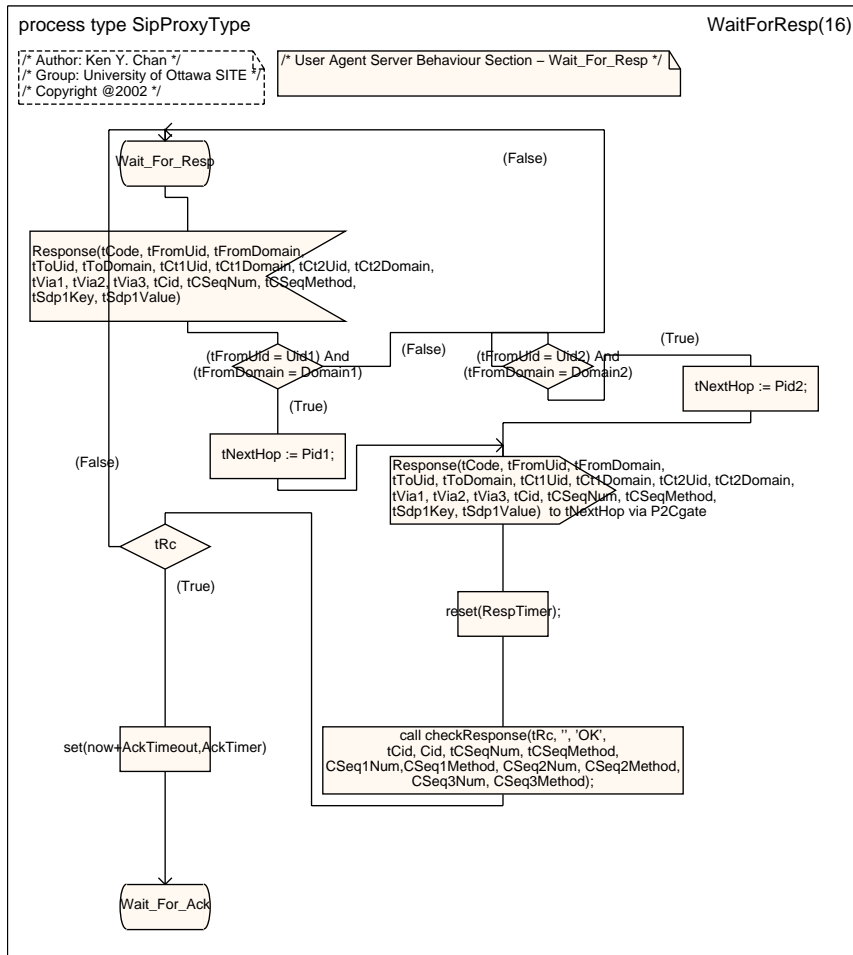 process type SipProxyType
WaitForResp(16)
/* Author: Ken Y. Chan */
/* Group: University of Ottawa SITE */
/* Copyright @2002 */
/* User Agent Server Behaviour Section – Wait_For_Resp */
Wait_For_Resp
(False)
Response(tCode, tFromUid, tFromDomain,
tToUid, tToDomain, tCt1Uid, tCt1Domain, tCt2Uid, tCt2Domain,
tVia1, tVia2, tVia3, tCid, tCSeqNum, tCSeqMethod,
tSdp1Key, tSdp1Value)
(tFromUid = Uid1) And
(tFromDomain = Domain1)
(False)
(tFromUid = Uid2) And
(tFromDomain = Domain2)
(True)
(True)
tNextHop := Pid2;
tNextHop := Pid1;
(False)
Response(tCode, tFromUid, tFromDomain,
tToUid, tToDomain, tCt1Uid, tCt1Domain, tCt2Uid, tCt2Domain,
tVia1, tVia2, tVia3, tCid, tCSeqNum, tCSeqMethod,
tSdp1Key, tSdp1Value) to tNextHop via P2Cgate
tRc
(True)
reset(RespTimer);
set(now+AckTimeout,AckTimer)
call checkResponse(tRc, '', 'OK',
tCid, Cid, tCSeqNum, tCSeqMethod,
CSeq1Num,CSeq1Method, CSeq2Num, CSeq2Method,
CSeq3Num, CSeq3Method);
Wait_For_Ack